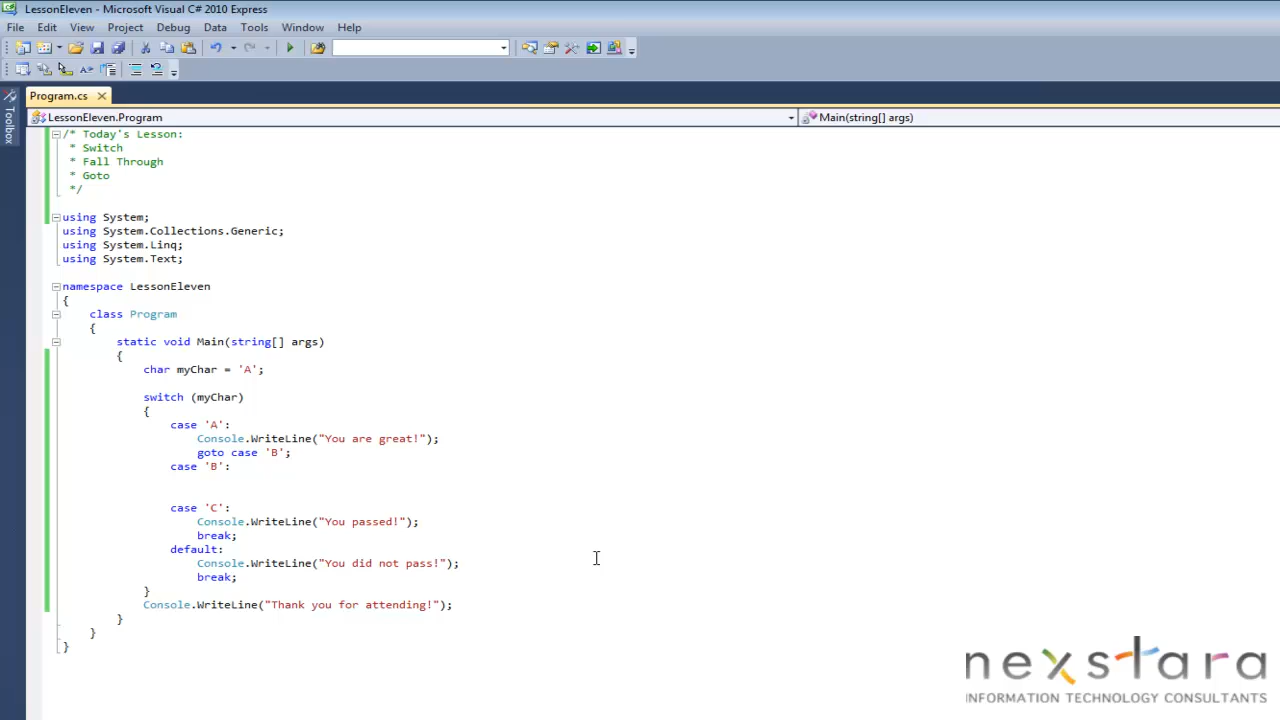 LessonEleven - Microsoft Visual C# 2010 Express
File Edit View Project Debug Data Tools Window Help
Program.cs
Toolbox
LessonEleven.Program Main(string[] args)
/* Today's Lesson:
* Switch
* Fall Through
* Goto
*/
using System;
using System.Collections.Generic;
using System.Linq;
using System.Text;
namespace LessonEleven
{
class Program
{
static void Main(string[] args)
{
char myChar = 'A';
switch (myChar)
{
case 'A':
Console.WriteLine("You are great!");
goto case 'B';
case 'B':
case 'C':
Console.WriteLine("You passed!");
break;
default:
Console.WriteLine("You did not pass!");
break;
}
Console.WriteLine("Thank you for attending!");
}
}
}
nexstara
INFORMATION TECHNOLOGY CONSULTANTS